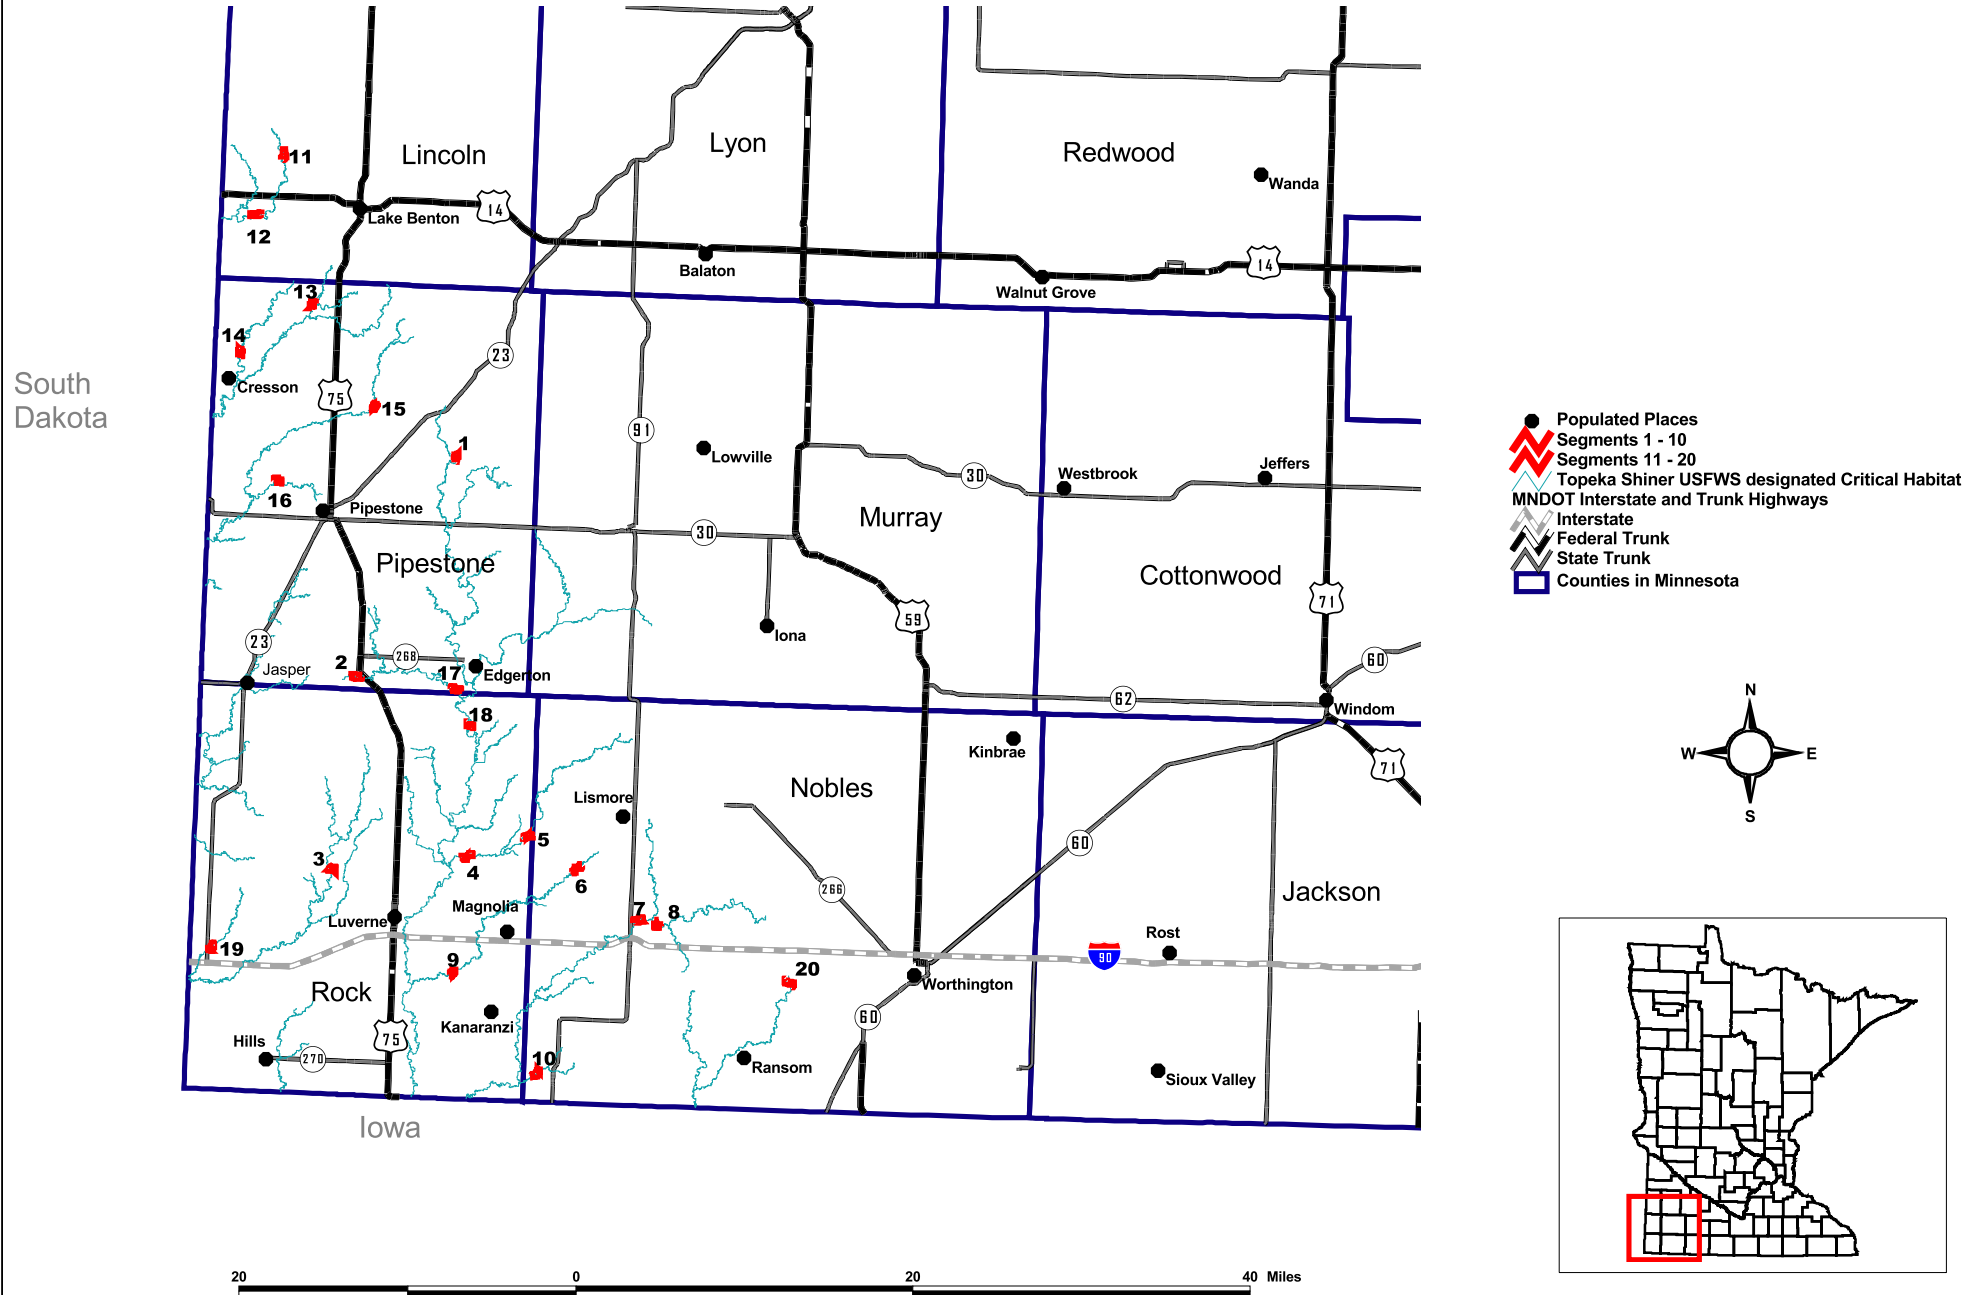 Lincoln
Lyon
Redwood
11
Wanda
14
Lake Benton
12
Balaton
14
Walnut Grove
13
14
23
South
Dakota
Cresson
75
15
91
1
Lowville
Westbrook
Jeffers
30
16
Pipestone
30
Murray
Pipestone
Cottonwood
59
71
Iona
23
268
60
2
Jasper
17
Edgerton
62
Windom
18
Kinbrae
71
Nobles
Lismore
5
60
3
4
6
266
Jackson
Magnolia
7
8
Luverne
19
Rost
90
9
20
Worthington
Rock
60
Kanaranzi
75
Hills
270
10
Ransom
Sioux Valley
Iowa
Populated Places
Segments 1 - 10
Segments 11 - 20
Topeka Shiner USFWS designated Critical Habitat
MNDOT Interstate and Trunk Highways
Interstate
Federal Trunk
State Trunk
Counties in Minnesota
N
W
E
S
20
0
20
40 Miles